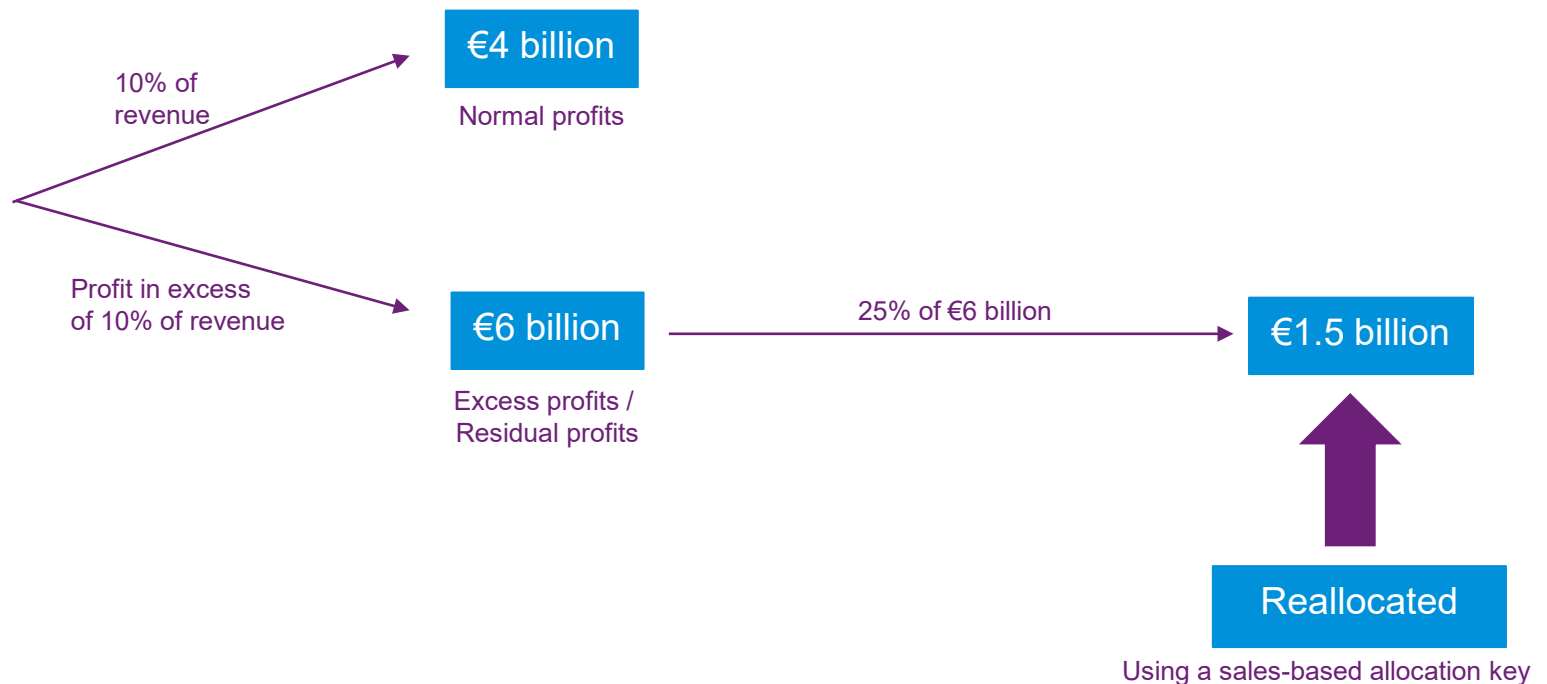 €4 billion
10% of
revenue
Normal profits
Profit in excess
of 10% of revenue
€6 billion
25% of €6 billion
€1.5 billion
Excess profits /
Residual profits
Reallocated
Using a sales-based allocation key